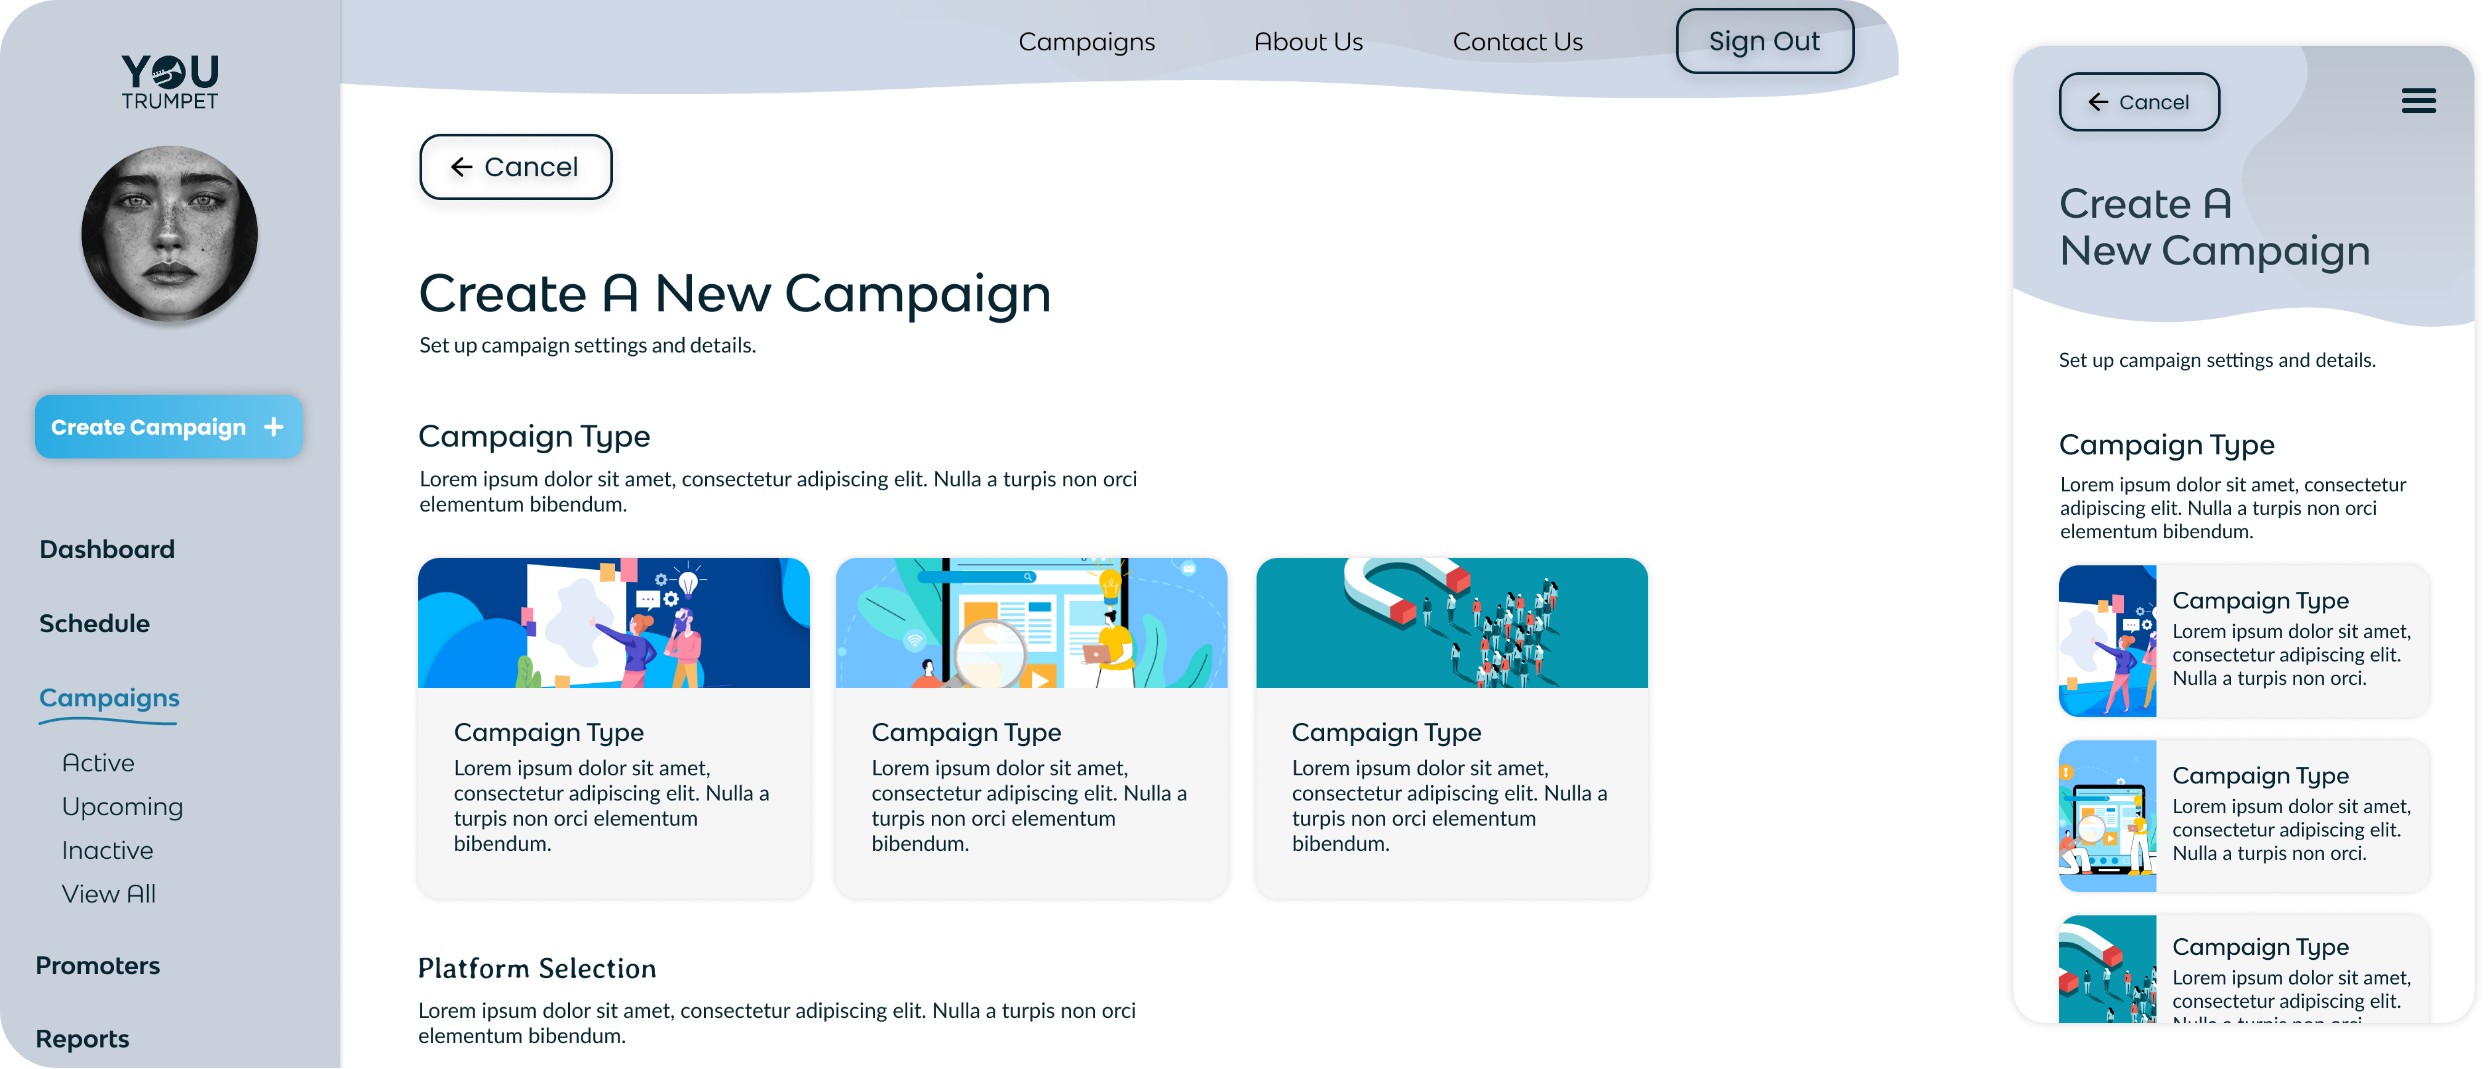 YOU
TRUMPET
Create Campaign +
Dashboard
Schedule
Campaigns
Active
Upcoming
Inactive
View All
Promoters
Reports
Campaigns
About Us
Contact Us
Sign Out
Cancel
Create A New Campaign
Set up campaign settings and details.
Campaign Type
Lorem ipsum dolor sit amet, consectetur adipiscing elit. Nulla a turpis non orci
elementum bibendum.
Campaign Type
Lorem ipsum dolor sit amet,
consectetur adipiscing elit. Nulla a
turpis non orci elementum
bibendum.
Campaign Type
Lorem ipsum dolor sit amet,
consectetur adipiscing elit. Nulla a
turpis non orci elementum
bibendum.
Campaign Type
Lorem ipsum dolor sit amet,
consectetur adipiscing elit. Nulla a
turpis non orci elementum
bibendum.
Platform Selection
Lorem ipsum dolor sit amet, consectetur adipiscing elit. Nulla a turpis non orci
elementum bibendum.
Cancel
Create A
New Campaign
Set up campaign settings and details.
Campaign Type
Lorem ipsum dolor sit amet, consectetur
adipiscing elit. Nulla a turpis non orci
elementum bibendum.
Campaign Type
Lorem ipsum dolor sit amet,
consectetur adipiscing elit.
Nulla a turpis non orci.
Campaign Type
Lorem ipsum dolor sit amet,
consectetur adipiscing elit.
Nulla a turpis non orci.
Campaign Type
Lorem ipsum dolor sit amet,
consectetur adipiscing elit.
Nulla a turpis non orci.